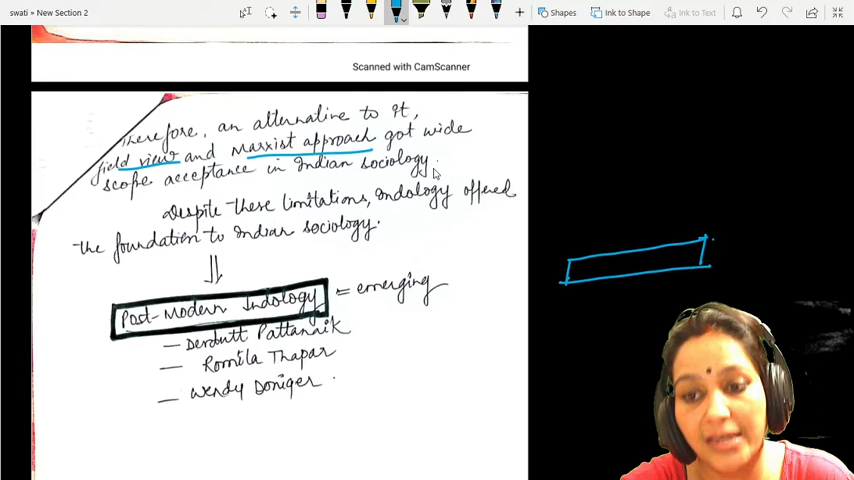 swati » New Section 2
Shapes
Ink to Shape
Ink to Text
Scanned with CamScanner
Therefore, an alternative to it,
field view and Marxist approach got wide
scope acceptance in Indian sociology.
Despite these limitations, Indology offered
the foundation to Indian sociology.
⇓
Post-Modern Indology = emerging
— Devdutt Pattanaik
— Romila Thapar
— Wendy Doniger